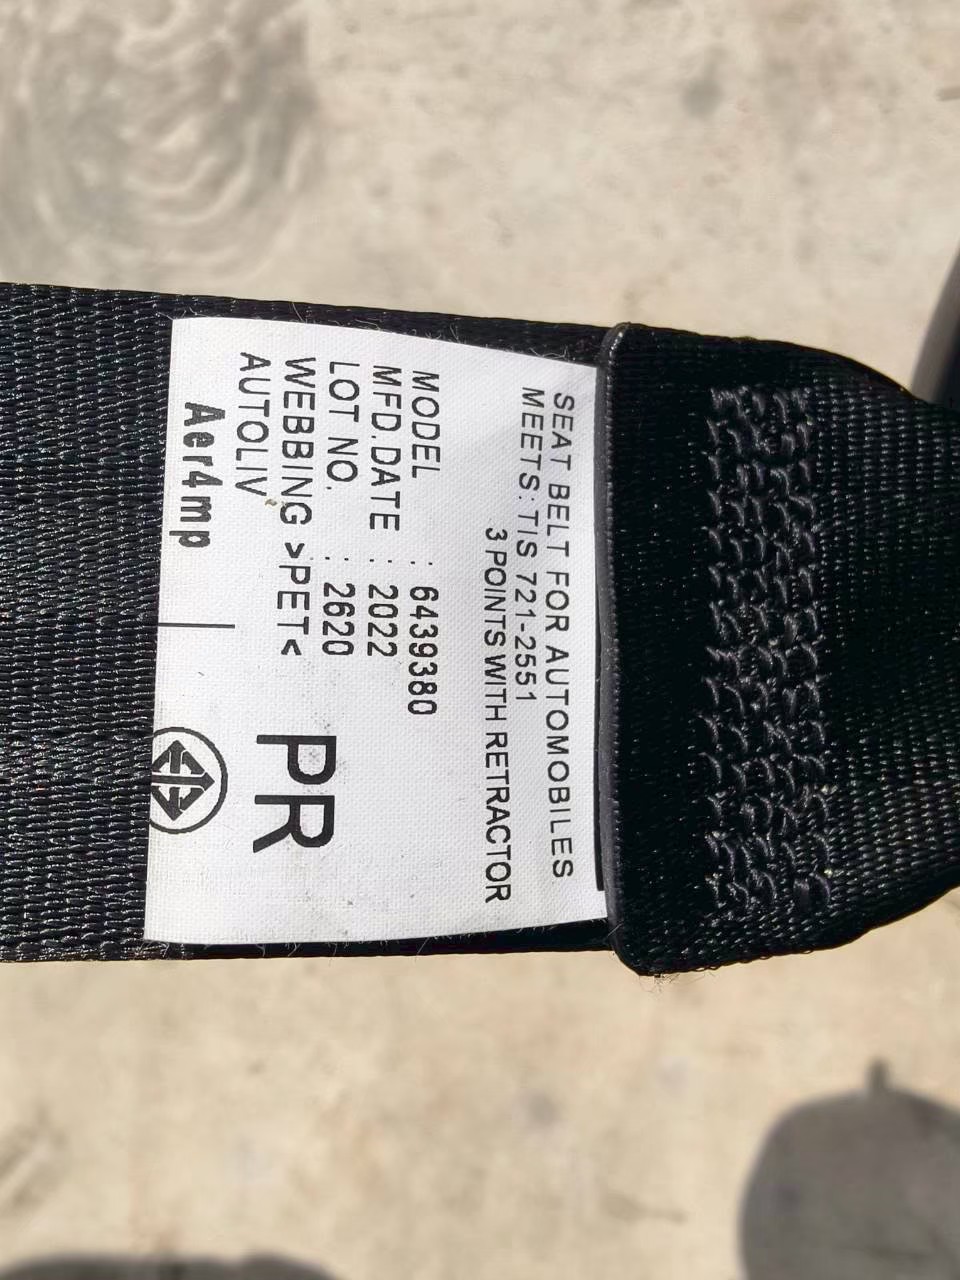 SEAT BELT FOR AUTOMOBILES
MEETS:TIS 721-2551
3 POINTS WITH RETRACTOR
MODEL : 6439380
MFD.DATE : 2022
LOT NO. : 2620
WEBBING >PET<
AUTOLIV
PR
Aer4mp